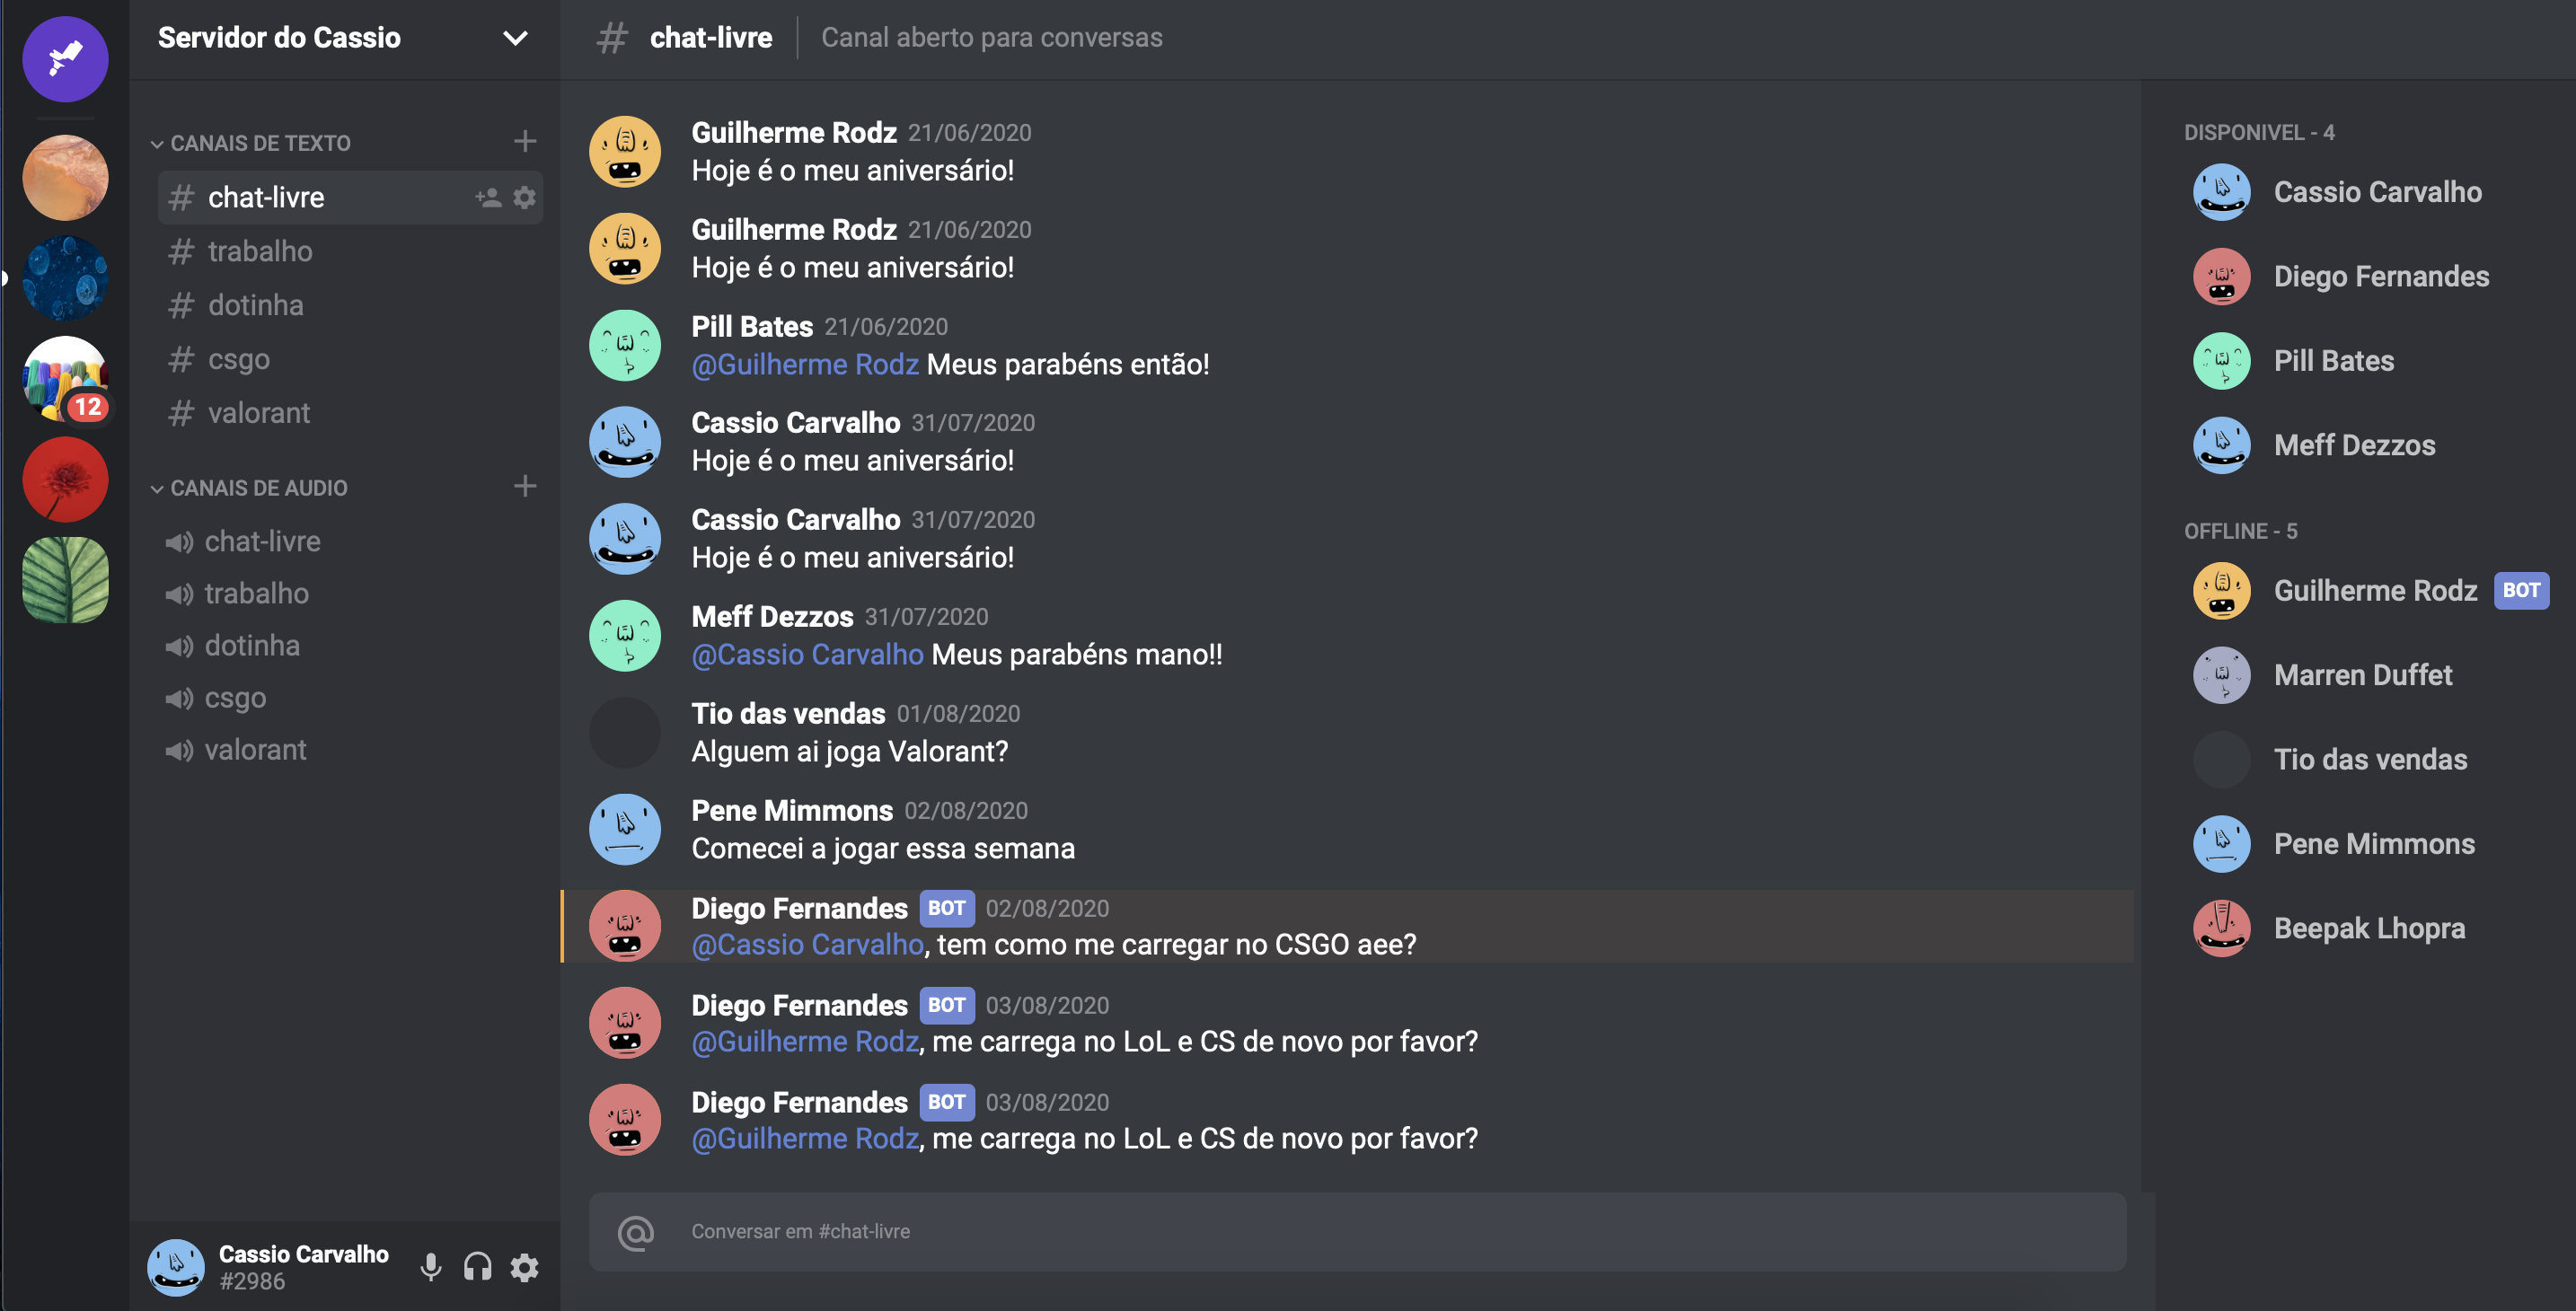 Servidor do Cassio
CANAIS DE TEXTO
# chat-livre
# trabalho
# dotinha
# csgo
# valorant
CANAIS DE AUDIO
chat-livre
trabalho
dotinha
csgo
valorant
12
Cassio Carvalho
#2986
# chat-livre Canal aberto para conversas
Guilherme Rodz 21/06/2020
Hoje é o meu aniversário!
Guilherme Rodz 21/06/2020
Hoje é o meu aniversário!
Pill Bates 21/06/2020
@Guilherme Rodz Meus parabéns então!
Cassio Carvalho 31/07/2020
Hoje é o meu aniversário!
Cassio Carvalho 31/07/2020
Hoje é o meu aniversário!
Meff Dezzos 31/07/2020
@Cassio Carvalho Meus parabéns mano!!
Tio das vendas 01/08/2020
Alguem ai joga Valorant?
Pene Mimmons 02/08/2020
Comecei a jogar essa semana
Diego Fernandes BOT 02/08/2020
@Cassio Carvalho, tem como me carregar no CSGO aee?
Diego Fernandes BOT 03/08/2020
@Guilherme Rodz, me carrega no LoL e CS de novo por favor?
Diego Fernandes BOT 03/08/2020
@Guilherme Rodz, me carrega no LoL e CS de novo por favor?
@ Conversar em #chat-livre
DISPONIVEL - 4
Cassio Carvalho
Diego Fernandes
Pill Bates
Meff Dezzos
OFFLINE - 5
Guilherme Rodz BOT
Marren Duffet
Tio das vendas
Pene Mimmons
Beepak Lhopra